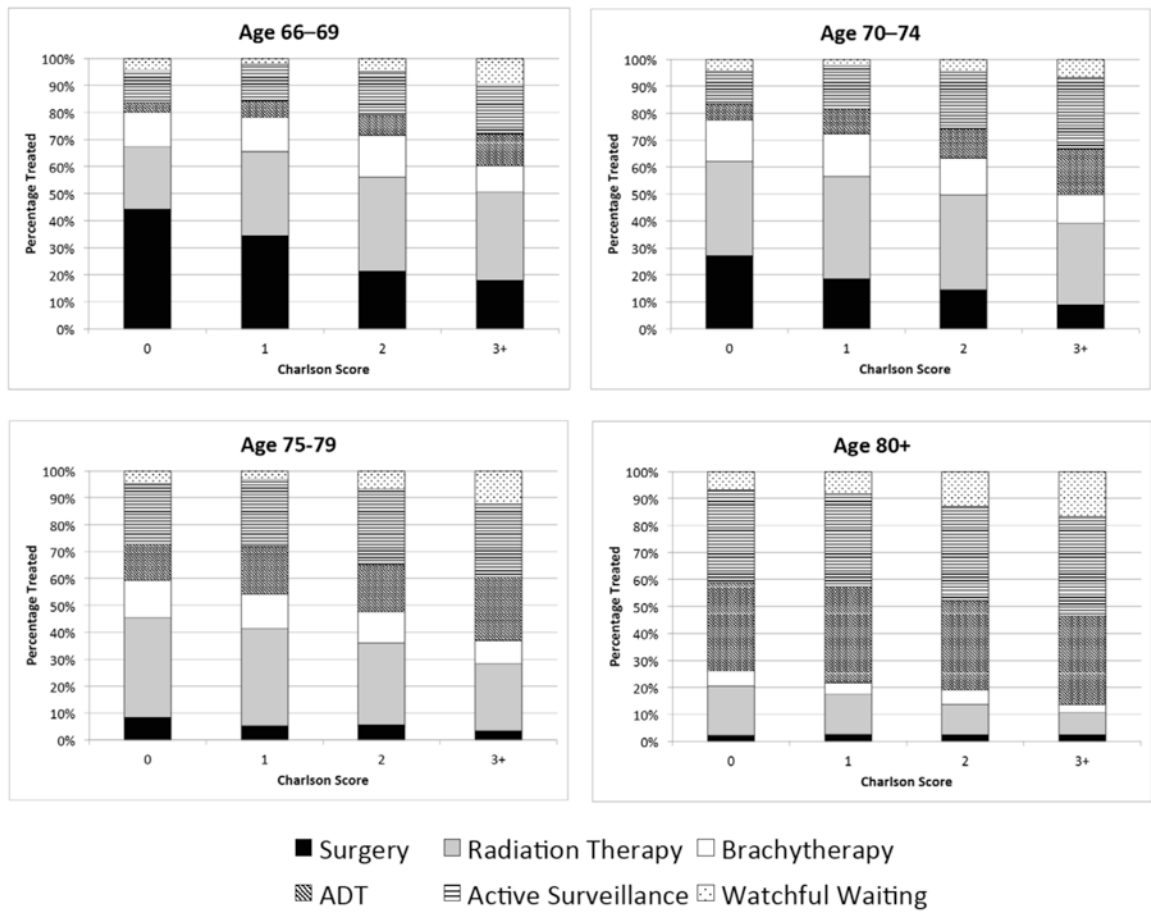 Age 66–69
100%
90%
80%
70%
60%
50%
40%
30%
20%
10%
0%
Percentage Treated
0 1 2 3+
Charlson Score
Age 70–74
100%
90%
80%
70%
60%
50%
40%
30%
20%
10%
0%
Percentage Treated
0 1 2 3+
Charlson Score
Age 75-79
100%
90%
80%
70%
60%
50%
40%
30%
20%
10%
0%
Percentage Treated
0 1 2 3+
Charlson Score
Age 80+
100%
90%
80%
70%
60%
50%
40%
30%
20%
10%
0%
Percentage Treated
0 1 2 3+
Charlson Score
Surgery Radiation Therapy Brachytherapy
ADT Active Surveillance Watchful Waiting